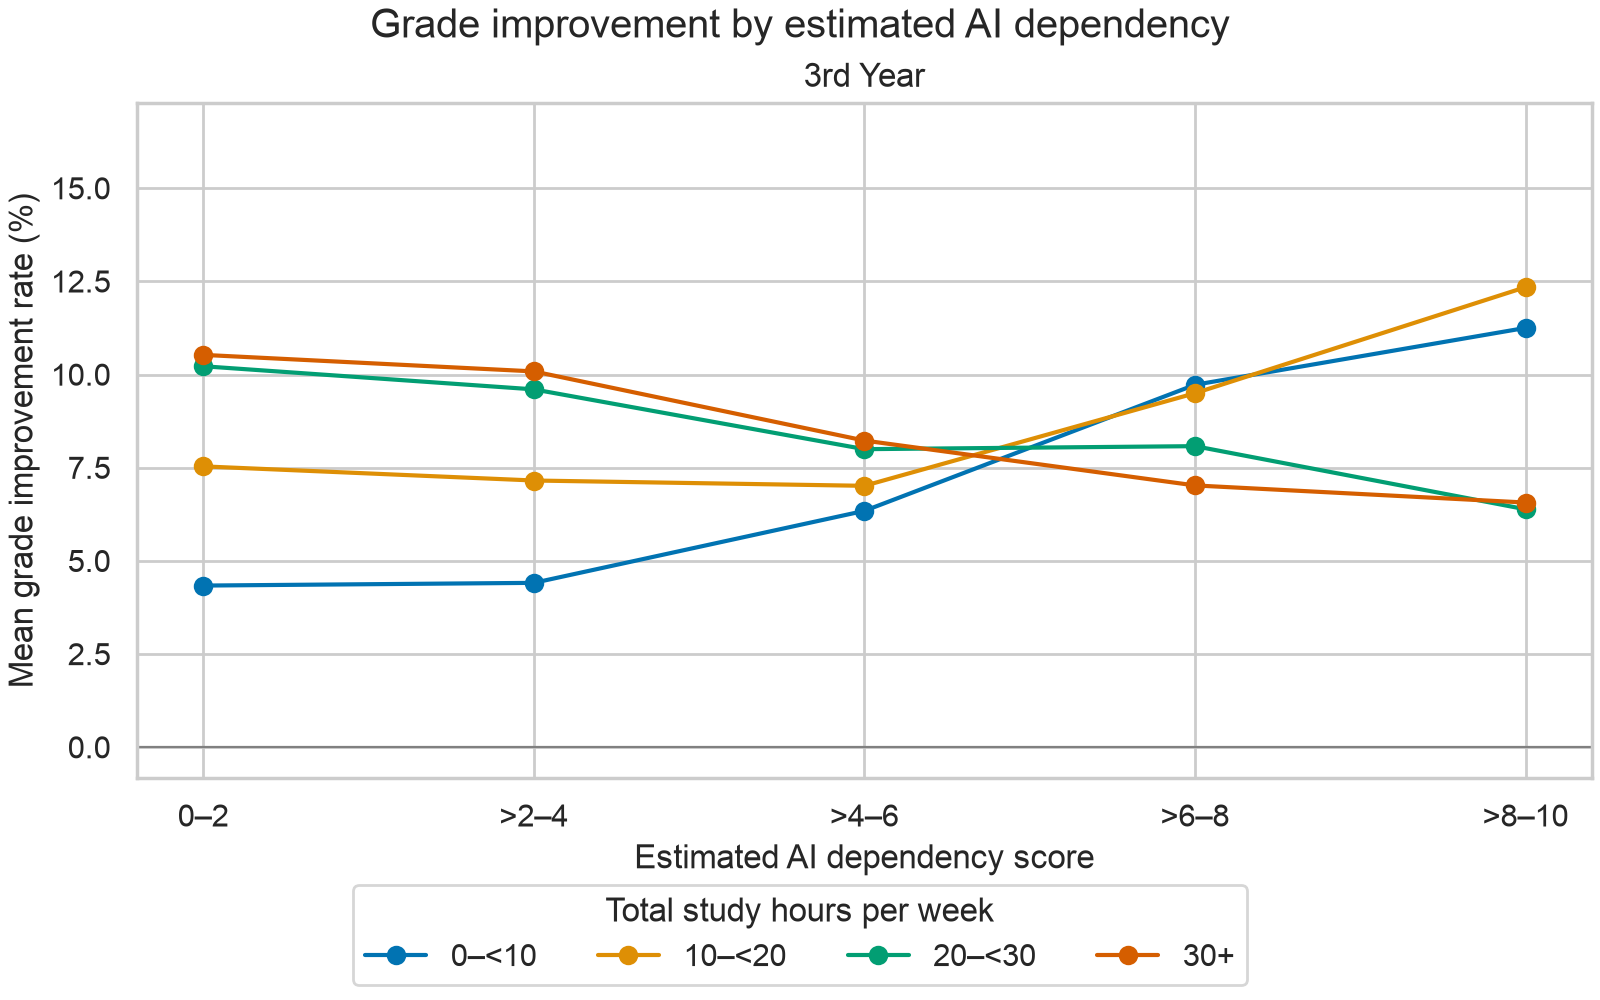 Grade improvement by estimated AI dependency
3rd Year
Mean grade improvement rate (%)
15.0
12.5
10.0
7.5
5.0
2.5
0.0
0–2 >2–4 >4–6 >6–8 >8–10
Estimated AI dependency score
Total study hours per week
0–<10 10–<20 20–<30 30+